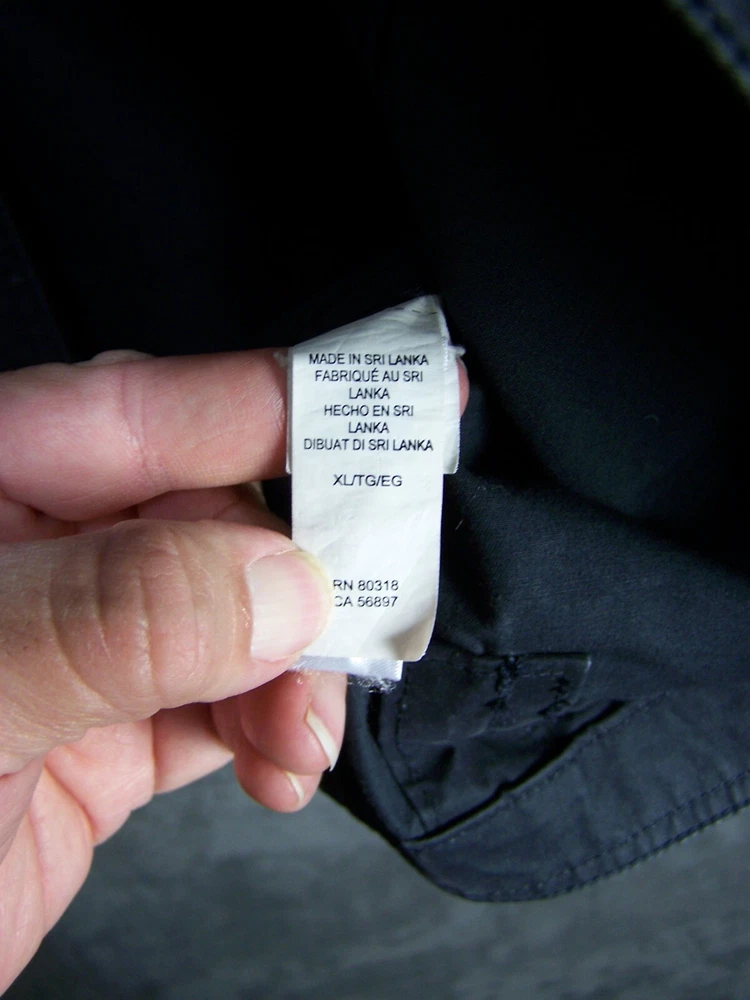 MADE IN SRI LANKA
FABRIQUÉ AU SRI
LANKA
HECHO EN SRI
LANKA
DIBUAT DI SRI LANKA
XL/TG/EG
RN 80318
CA 56897